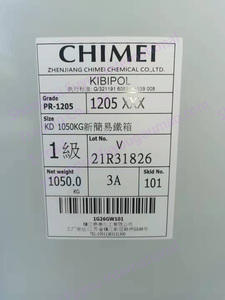 CHIMEI
ZHENJIANG CHIMEI CHEMICAL CO., LTD.
KIBIPOL
Grade
PR-1205
1205 XXX
Size
KD 1050KG新簡易鐵箱
1級
Lot No.
V
21R31826
Net weight
1050.0
3A
Skid No.
101
1G26GW101